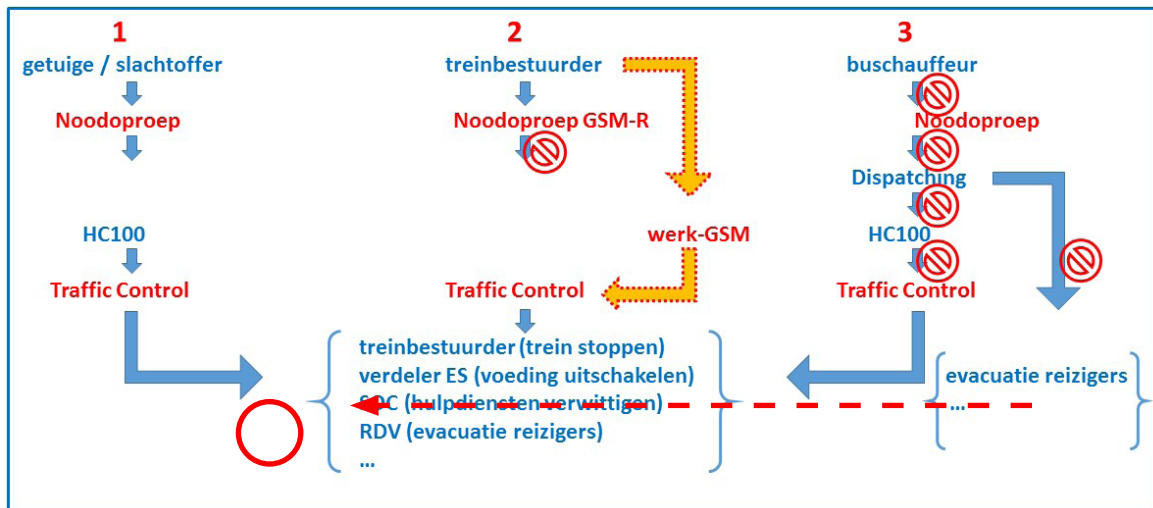 1
getuige / slachtoffer
Noodoproep
HC100
Traffic Control
2
treinbestuurder
Noodoproep GSM-R
werk-GSM
Traffic Control
treinbestuurder (trein stoppen)
verdeler ES (voeding uitschakelen)
SOC (hulpdiensten verwittigen)
RDV (evacuatie reizigers)
...
3
buschauffeur
Noodoproep
Dispatching
HC100
Traffic Control
evacuatie reizigers
...